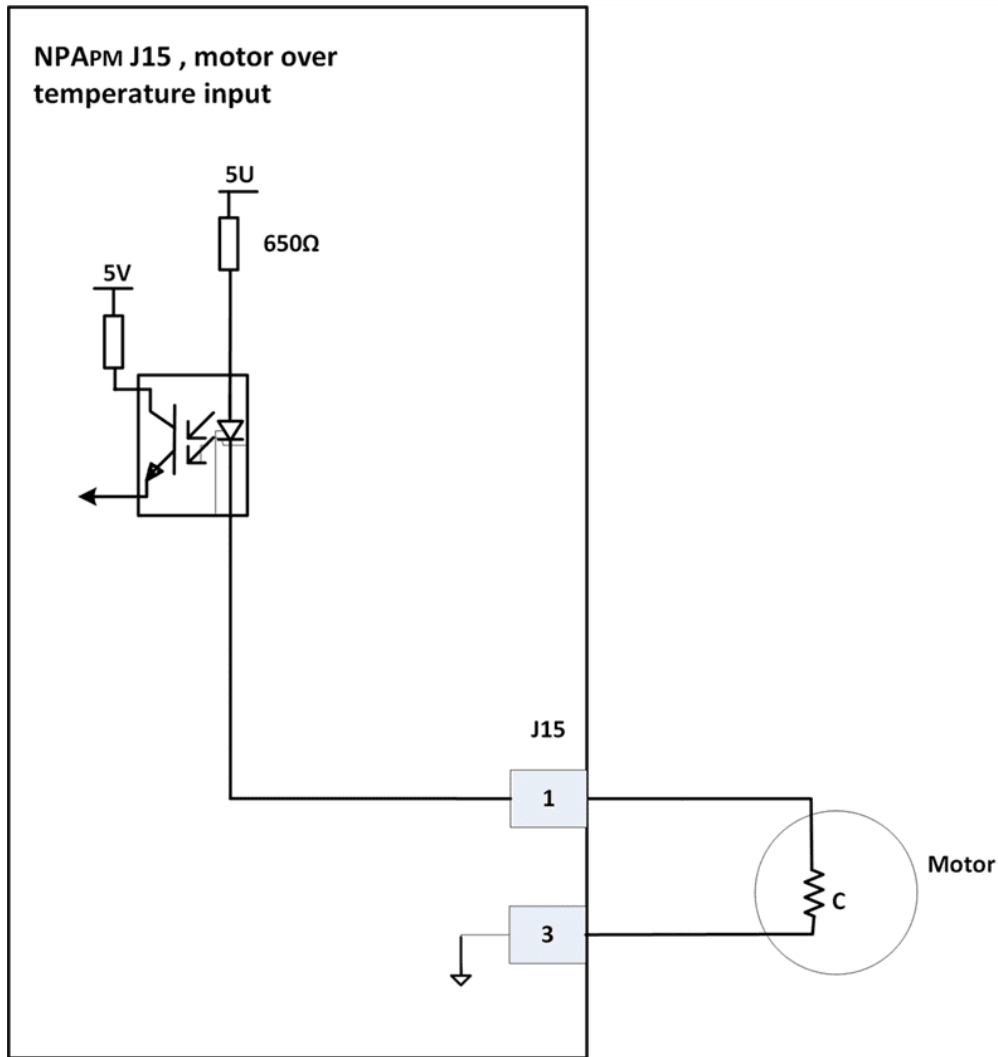 NPAPM J15 , motor over
temperature input
5U
650Ω
5V
J15
1
Motor
C
3